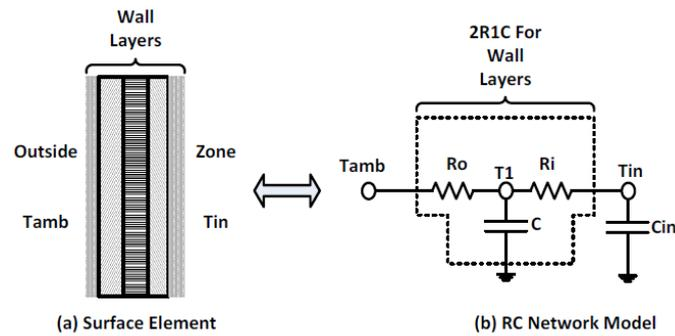 Wall
Layers
Outside
Zone
Tamb
Tin
(a) Surface Element
2R1C For
Wall
Layers
Tamb
Ro
T1
Ri
Tin
C
Cin
(b) RC Network Model